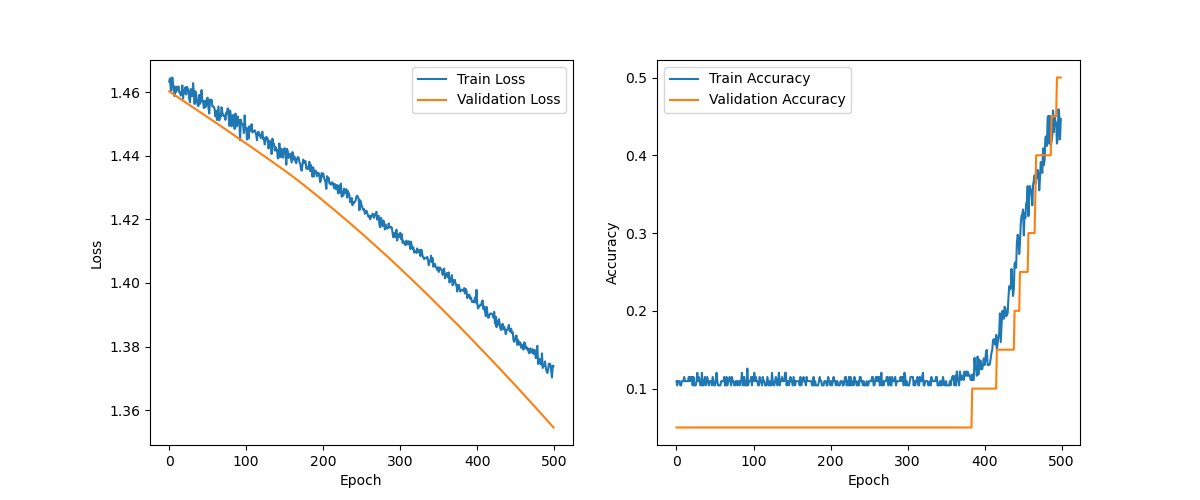 Train Loss
Validation Loss
1.46
1.44
1.42
1.40
1.38
1.36
Loss
0 100 200 300 400 500
Epoch
Train Accuracy
Validation Accuracy
0.5
0.4
0.3
0.2
0.1
Accuracy
0 100 200 300 400 500
Epoch